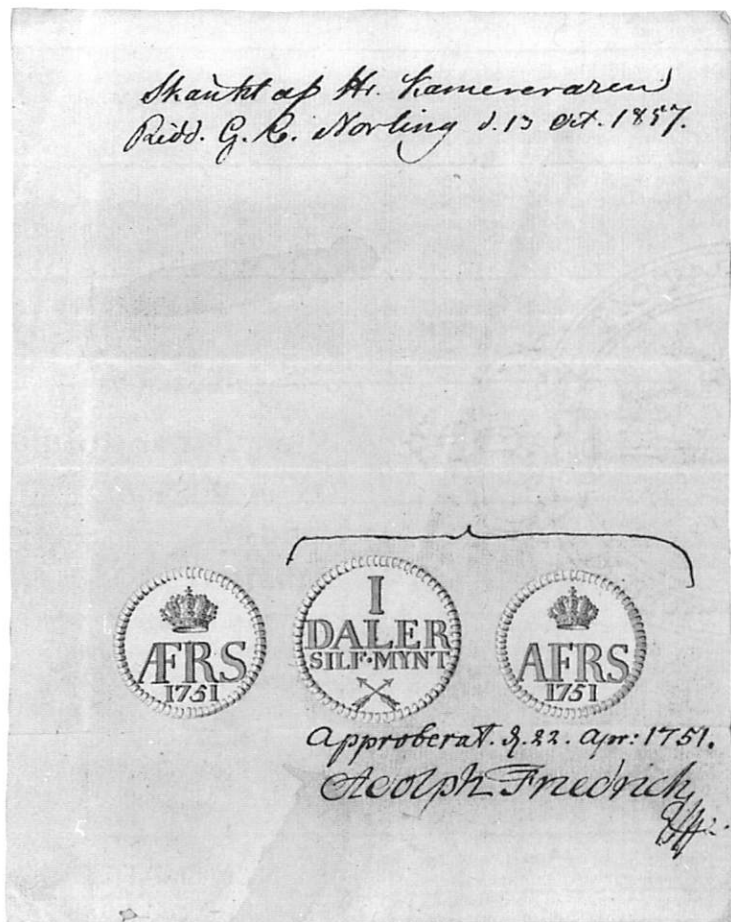 Skänkt af Hr. Kamereraren
Ridd. G. C. Norling d. 13 Oct. 1857.
ÆFRS
1751
I
DALER
SILF·MYNT
AFRS
1751
Approberat. d. 22. Apr: 1751.
Adolph Friedrich